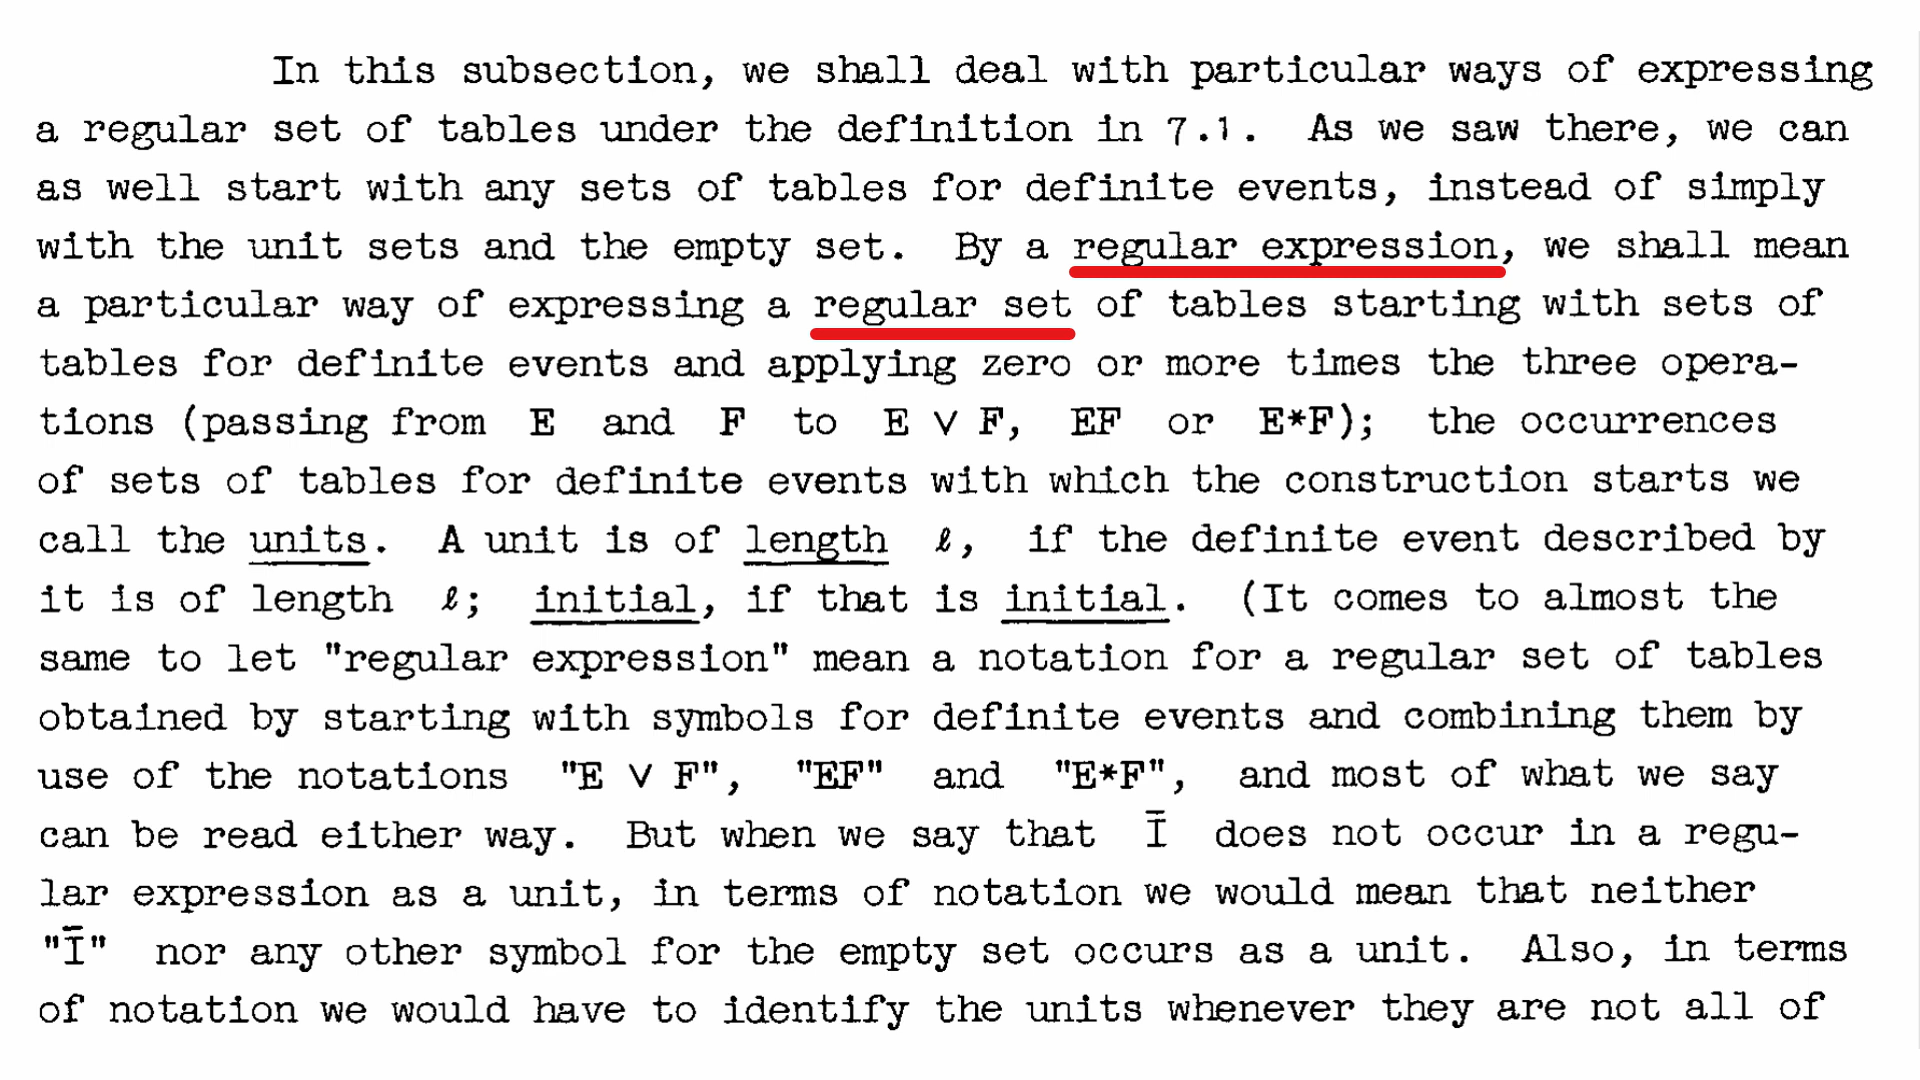 In this subsection, we shall deal with particular ways of expressing
a regular set of tables under the definition in 7.1. As we saw there, we can
as well start with any sets of tables for definite events, instead of simply
with the unit sets and the empty set. By a regular expression, we shall mean
a particular way of expressing a regular set of tables starting with sets of
tables for definite events and applying zero or more times the three opera-
tions (passing from E and F to E ∨ F, EF or E*F); the occurrences
of sets of tables for definite events with which the construction starts we
call the units. A unit is of length ℓ, if the definite event described by
it is of length ℓ; initial, if that is initial. (It comes to almost the
same to let "regular expression" mean a notation for a regular set of tables
obtained by starting with symbols for definite events and combining them by
use of the notations "E ∨ F", "EF" and "E*F", and most of what we say
can be read either way. But when we say that Ī does not occur in a regu-
lar expression as a unit, in terms of notation we would mean that neither
"Ī" nor any other symbol for the empty set occurs as a unit. Also, in terms
of notation we would have to identify the units whenever they are not all of